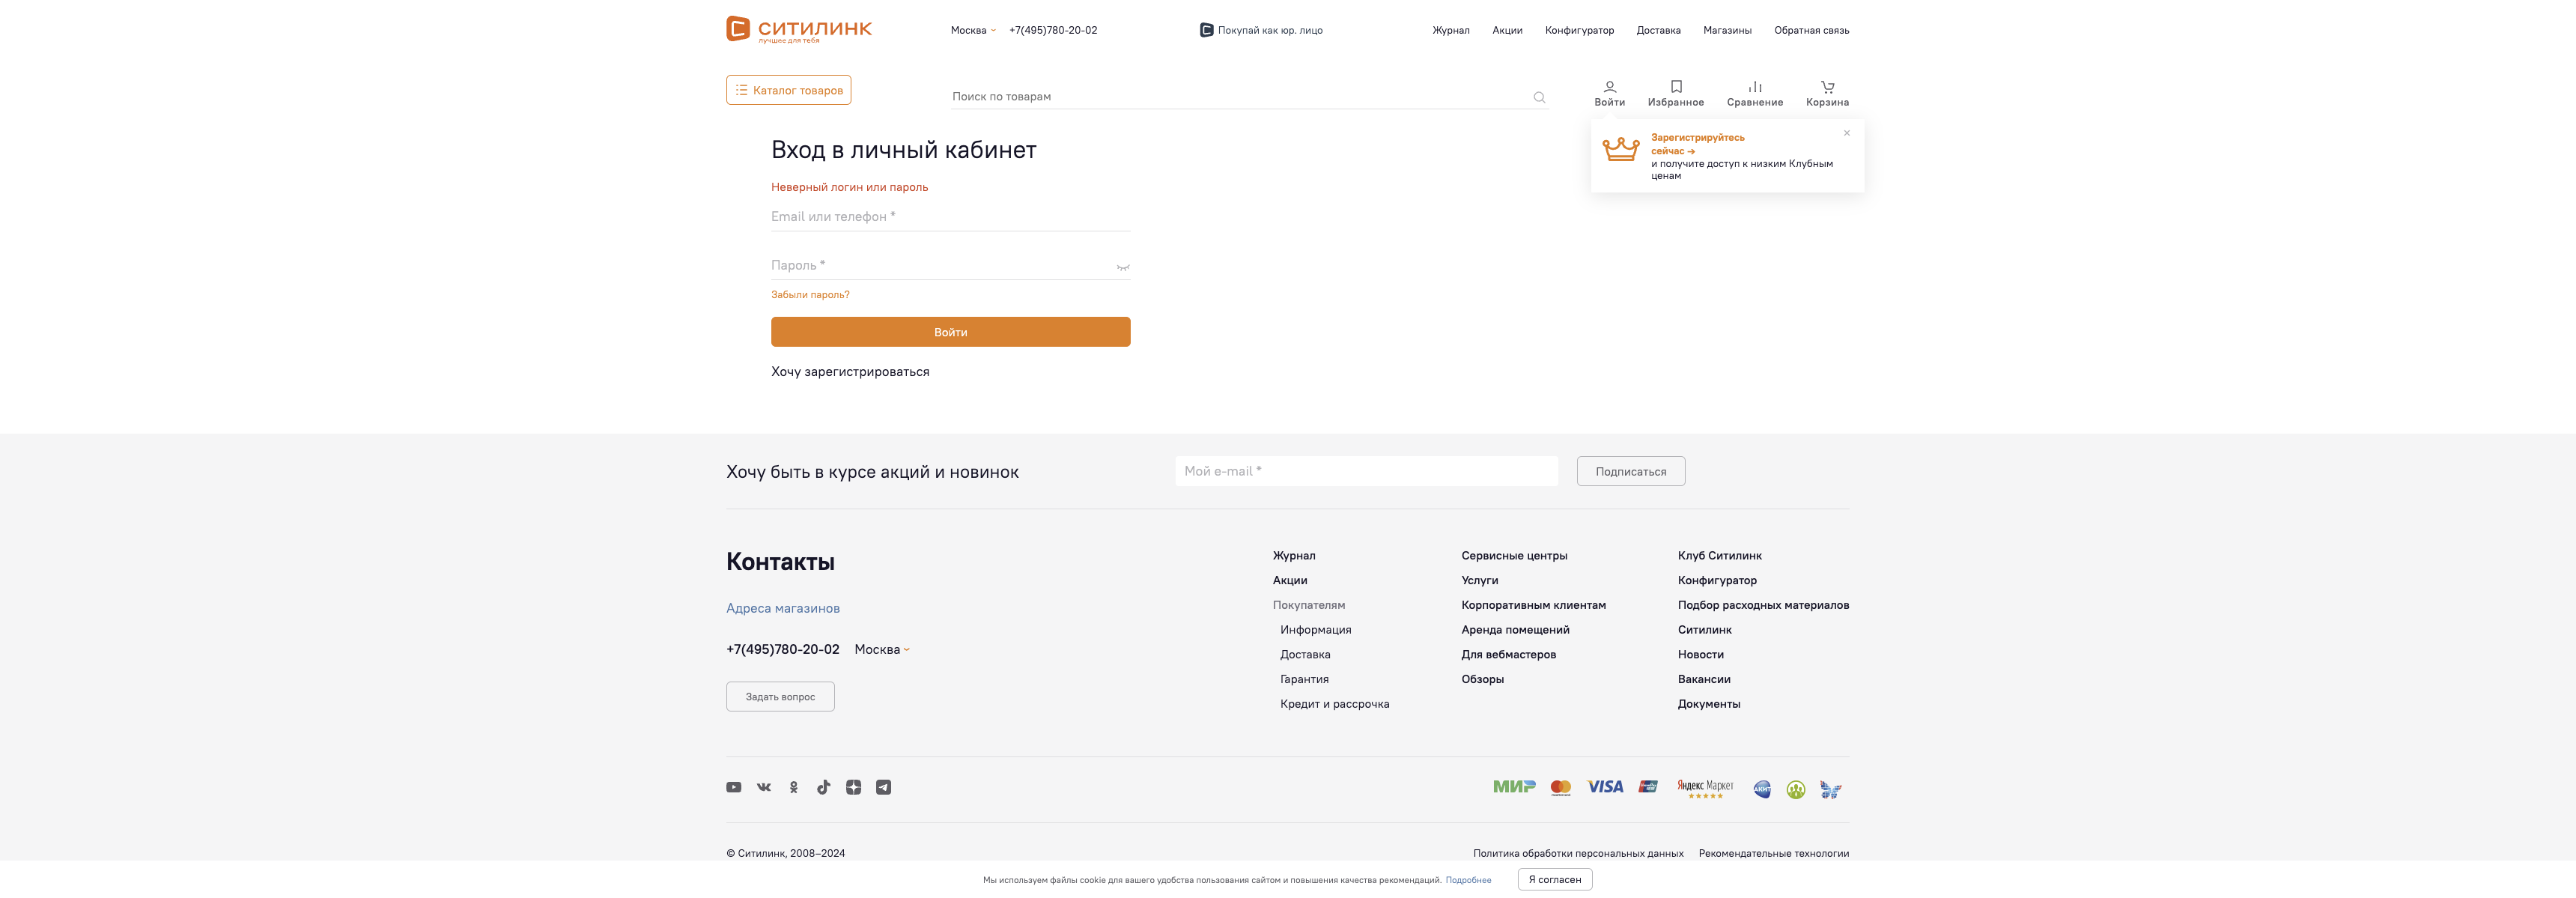 СИТИЛИНК
лучшее для тебя
Москва
+7(495)780-20-02
Покупай как юр. лицо
Журнал
Акции
Конфигуратор
Доставка
Магазины
Обратная связь
Каталог товаров
Поиск по товарам
Войти
Избранное
Сравнение
Корзина
Зарегистрируйтесь
сейчас →
и получите доступ к низким Клубным
ценам
Вход в личный кабинет
Неверный логин или пароль
Email или телефон *
Пароль *
Забыли пароль?
Войти
Хочу зарегистрироваться
Хочу быть в курсе акций и новинок
Мой e-mail *
Подписаться
Контакты
Адреса магазинов
+7(495)780-20-02
Москва
Задать вопрос
Журнал
Акции
Покупателям
Информация
Доставка
Гарантия
Кредит и рассрочка
Сервисные центры
Услуги
Корпоративным клиентам
Аренда помещений
Для вебмастеров
Обзоры
Клуб Ситилинк
Конфигуратор
Подбор расходных материалов
Ситилинк
Новости
Вакансии
Документы
МИР
VISA
Яндекс Маркет
АКИТ
© Ситилинк, 2008–2024
Политика обработки персональных данных
Рекомендательные технологии
Мы используем файлы cookie для вашего удобства пользования сайтом и повышения качества рекомендаций. Подробнее
Я согласен